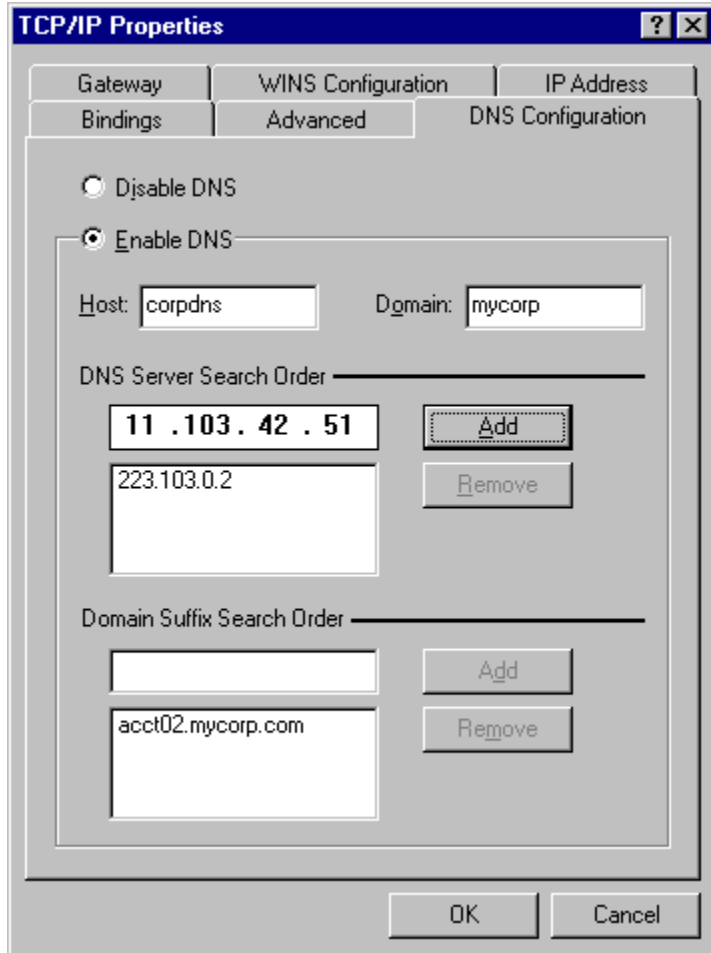 TCP/IP Properties
Gateway WINS Configuration IP Address
Bindings Advanced DNS Configuration
Disable DNS
Enable DNS
Host: corpdns Domain: mycorp
DNS Server Search Order
11 .103 . 42 . 51 Add
223.103.0.2 Remove
Domain Suffix Search Order
Add
acct02.mycorp.com Remove
OK Cancel